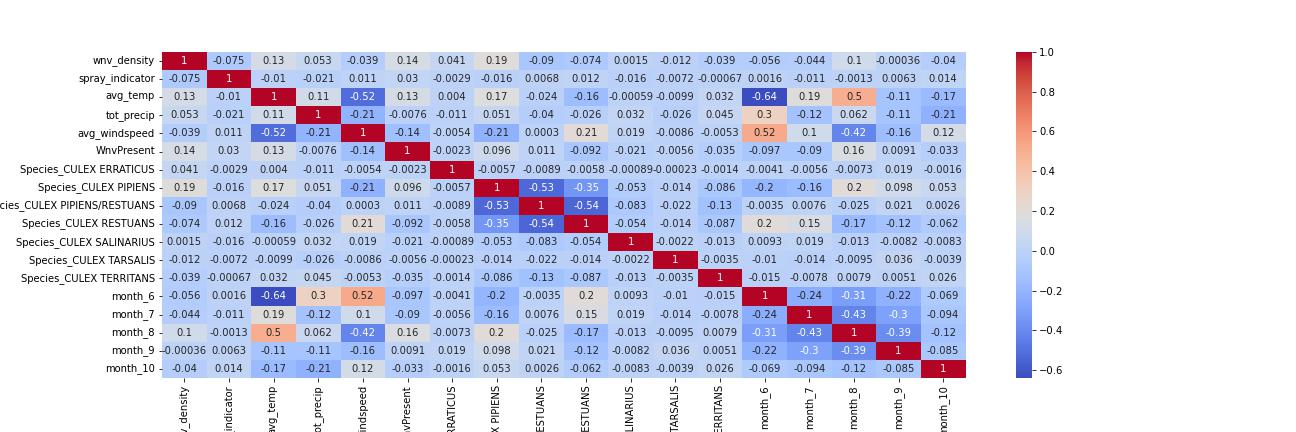 wnv_density 1 -0.075 0.13 0.053 -0.039 0.14 0.041 0.19 -0.09 -0.074 0.0015 -0.012 -0.039 -0.056 -0.044 0.1 -0.00036 -0.04 1.0
spray_indicator -0.075 1 -0.01 -0.021 0.011 0.03 -0.0029 -0.016 0.0068 0.012 -0.016 -0.0072 -0.00067 0.0016 -0.011 -0.0013 0.0063 0.014
avg_temp 0.13 -0.01 1 0.11 -0.52 0.13 0.004 0.17 -0.024 -0.16 -0.00059 -0.0099 0.032 -0.64 0.19 0.5 -0.11 -0.17 0.8
tot_precip 0.053 -0.021 0.11 1 -0.21 -0.0076 -0.011 0.051 -0.04 -0.026 0.032 -0.026 0.045 0.3 -0.12 0.062 -0.11 -0.21
avg_windspeed -0.039 0.011 -0.52 -0.21 1 -0.14 -0.0054 -0.21 0.0003 0.21 0.019 -0.0086 -0.0053 0.52 0.1 -0.42 -0.16 0.12 0.6
WnvPresent 0.14 0.03 0.13 -0.0076 -0.14 1 -0.0023 0.096 0.011 -0.092 -0.021 -0.0056 -0.035 -0.097 -0.09 0.16 0.0091 -0.033
Species_CULEX ERRATICUS 0.041 -0.0029 0.004 -0.011 -0.0054 -0.0023 1 -0.0057 -0.0089 -0.0058 -0.00089 -0.00023 -0.0014 -0.0041 -0.0056 -0.0073 0.019 -0.0016 0.4
Species_CULEX PIPIENS 0.19 -0.016 0.17 0.051 -0.21 0.096 -0.0057 1 -0.53 -0.35 -0.053 -0.014 -0.086 -0.2 -0.16 0.2 0.098 0.053
cies_CULEX PIPIENS/RESTUANS -0.09 0.0068 -0.024 -0.04 0.0003 0.011 -0.0089 -0.53 1 -0.54 -0.083 -0.022 -0.13 -0.0035 0.0076 -0.025 0.021 0.0026 0.2
Species_CULEX RESTUANS -0.074 0.012 -0.16 -0.026 0.21 -0.092 -0.0058 -0.35 -0.54 1 -0.054 -0.014 -0.087 0.2 0.15 -0.17 -0.12 -0.062
Species_CULEX SALINARIUS 0.0015 -0.016 -0.00059 0.032 0.019 -0.021 -0.00089 -0.053 -0.083 -0.054 1 -0.0022 -0.013 0.0093 0.019 -0.013 -0.0082 -0.0083 0.0
Species_CULEX TARSALIS -0.012 -0.0072 -0.0099 -0.026 -0.0086 -0.0056 -0.00023 -0.014 -0.022 -0.014 -0.0022 1 -0.0035 -0.01 -0.014 -0.0095 0.036 -0.0039
Species_CULEX TERRITANS -0.039 -0.00067 0.032 0.045 -0.0053 -0.035 -0.0014 -0.086 -0.13 -0.087 -0.013 -0.0035 1 -0.015 -0.0078 0.0079 0.0051 0.026 −0.2
month_6 -0.056 0.0016 -0.64 0.3 0.52 -0.097 -0.0041 -0.2 -0.0035 0.2 0.0093 -0.01 -0.015 1 -0.24 -0.31 -0.22 -0.069
month_7 -0.044 -0.011 0.19 -0.12 0.1 -0.09 -0.0056 -0.16 0.0076 0.15 0.019 -0.014 -0.0078 -0.24 1 -0.43 -0.3 -0.094
month_8 0.1 -0.0013 0.5 0.062 -0.42 0.16 -0.0073 0.2 -0.025 -0.17 -0.013 -0.0095 0.0079 -0.31 -0.43 1 -0.39 -0.12 −0.4
month_9 -0.00036 0.0063 -0.11 -0.11 -0.16 0.0091 0.019 0.098 0.021 -0.12 -0.0082 0.036 0.0051 -0.22 -0.3 -0.39 1 -0.085
month_10 -0.04 0.014 -0.17 -0.21 0.12 -0.033 -0.0016 0.053 0.0026 -0.062 -0.0083 -0.0039 0.026 -0.069 -0.094 -0.12 -0.085 1 −0.6
v_density
indicator
avg_temp
ot_precip
indspeed
vPresent
RRATICUS
X PIPIENS
ESTUANS
ESTUANS
LINARIUS
TARSALIS
ERRITANS
month_6
month_7
month_8
month_9
nonth_10